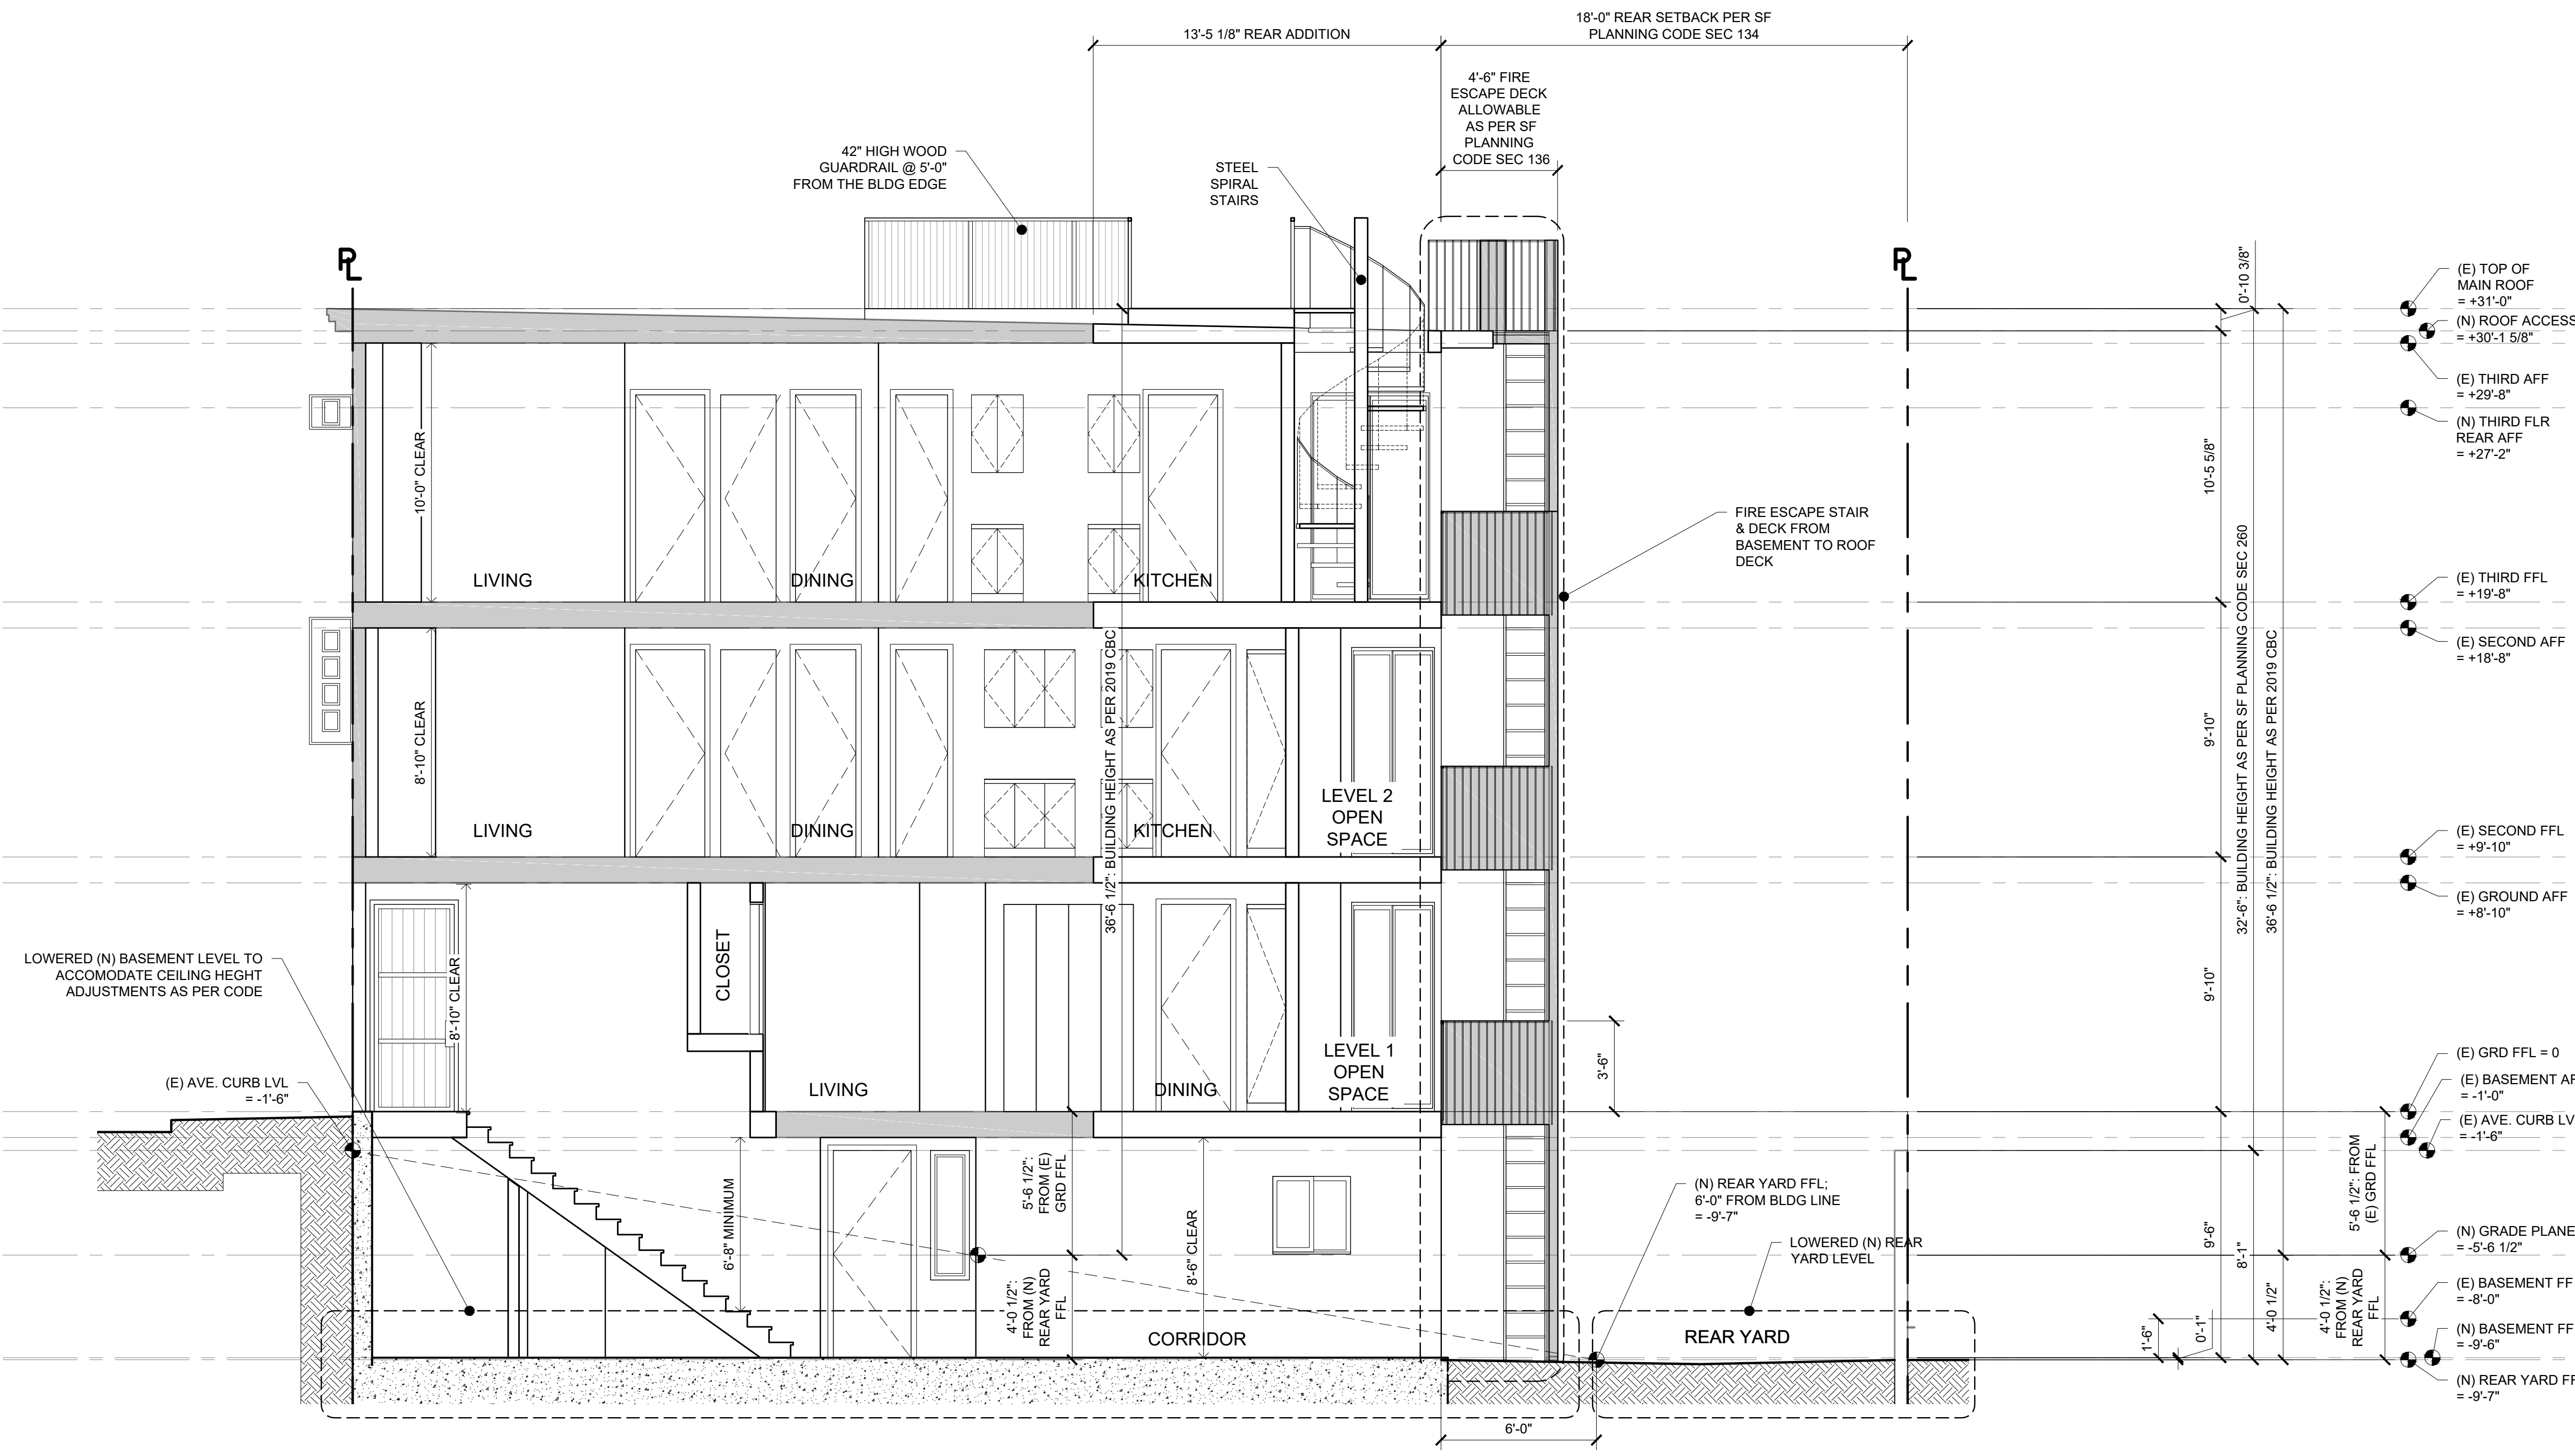 18'-0" REAR SETBACK PER SF
PLANNING CODE SEC 134
13'-5 1/8" REAR ADDITION
4'-6" FIRE
ESCAPE DECK
ALLOWABLE
AS PER SF
PLANNING
CODE SEC 136
42" HIGH WOOD
GUARDRAIL @ 5'-0"
FROM THE BLDG EDGE
STEEL
SPIRAL
STAIRS
PL
PL
0'-10 3/8"
(E) TOP OF
MAIN ROOF
= +31'-0"
(N) ROOF ACCESS
= +30'-1 5/8"
(E) THIRD AFF
= +29'-8"
(N) THIRD FLR
REAR AFF
= +27'-2"
10'-0" CLEAR
10'-5 5/8"
FIRE ESCAPE STAIR
& DECK FROM
BASEMENT TO ROOF
DECK
LIVING
DINING
KITCHEN
(E) THIRD FFL
= +19'-8"
(E) SECOND AFF
= +18'-8"
8'-10" CLEAR
36'-6 1/2": BUILDING HEIGHT AS PER 2019 CBC
9'-10"
32'-6": BUILDING HEIGHT AS PER SF PLANNING CODE SEC 260
36'-6 1/2": BUILDING HEIGHT AS PER 2019 CBC
LEVEL 2
OPEN
SPACE
LIVING
DINING
KITCHEN
(E) SECOND FFL
= +9'-10"
(E) GROUND AFF
= +8'-10"
LOWERED (N) BASEMENT LEVEL TO
ACCOMODATE CEILING HEGHT
ADJUSTMENTS AS PER CODE
8'-10" CLEAR
CLOSET
9'-10"
LEVEL 1
OPEN
SPACE
3'-6"
LIVING
DINING
(E) GRD FFL = 0
(E) BASEMENT AF
= -1'-0"
(E) AVE. CURB LV
= -1'-6"
(E) AVE. CURB LVL
= -1'-6"
6'-8" MINIMUM
5'-6 1/2":
FROM (E)
GRD FFL
8'-6" CLEAR
(N) REAR YARD FFL;
6'-0" FROM BLDG LINE
= -9'-7"
LOWERED (N) REAR
YARD LEVEL
9'-6"
8'-1"
5'-6 1/2": FROM
(E) GRD FFL
(N) GRADE PLANE
= -5'-6 1/2"
4'-0 1/2":
FROM (N)
REAR YARD
FFL
CORRIDOR
REAR YARD
1'-6"
0'-1"
4'-0 1/2"
4'-0 1/2":
FROM (N)
REAR YARD
FFL
(E) BASEMENT FF
= -8'-0"
(N) BASEMENT FF
= -9'-6"
(N) REAR YARD FF
= -9'-7"
6'-0"